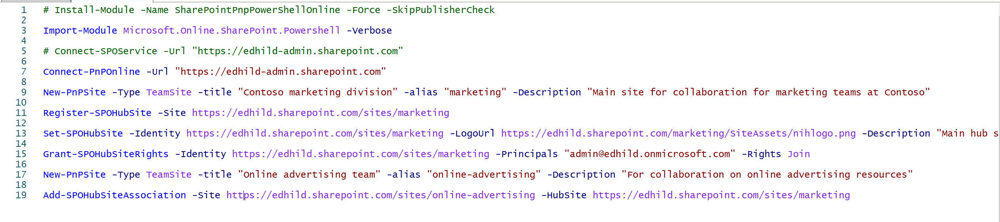 1 # Install-Module -Name SharePointPnpPowerShellOnline -FOrce -SkipPublisherCheck
2
3 Import-Module Microsoft.Online.SharePoint.Powershell -Verbose
4
5 # Connect-SPOService -Url "https://edhild-admin.sharepoint.com"
6
7 Connect-PnPOnline -Url "https://edhild-admin.sharepoint.com"
8
9 New-PnPSite -Type TeamSite -title "Contoso marketing division" -alias "marketing" -Description "Main site for collaboration for marketing teams at Contoso"
10
11 Register-SPOHubSite -Site https://edhild.sharepoint.com/sites/marketing
12
13 Set-SPOHubSite -Identity https://edhild.sharepoint.com/sites/marketing -LogoUrl https://edhild.sharepoint.com/marketing/SiteAssets/nihlogo.png -Description "Main hub s
14
15 Grant-SPOHubSiteRights -Identity https://edhild.sharepoint.com/sites/marketing -Principals "admin@edhild.onmicrosoft.com" -Rights Join
16
17 New-PnPSite -Type TeamSite -title "Online advertising team" -alias "online-advertising" -Description "For collaboration on online advertising resources"
18
19 Add-SPOHubSiteAssociation -Site https://edhild.sharepoint.com/sites/online-advertising -HubSite https://edhild.sharepoint.com/sites/marketing